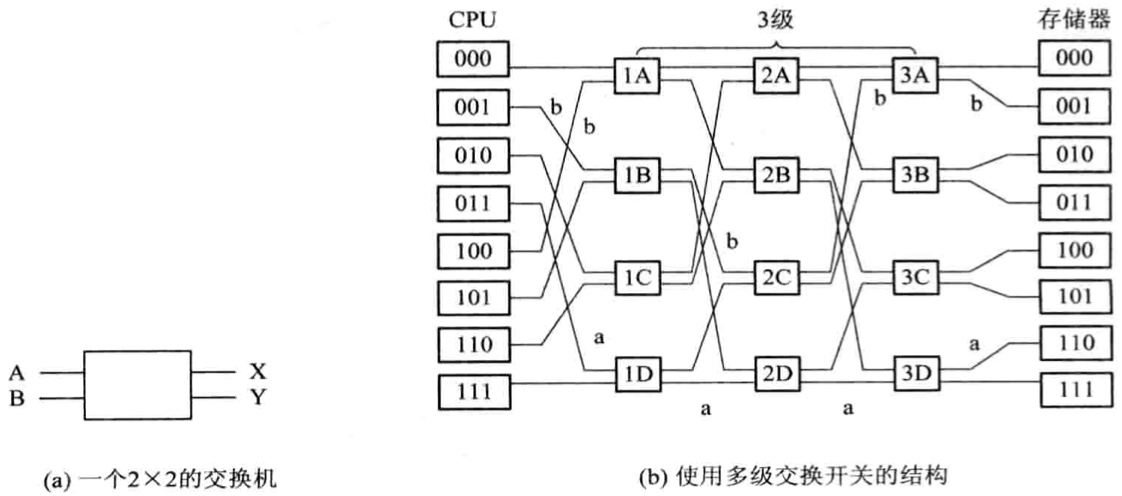 CPU 3级 存储器
000 1A 2A 3A 000
001 b b b b 001
010 1B 2B 3B 010
011 011
100 b 100
101 1C 2C 3C 101
110 a a 110
111 1D 2D 3D 111
a a
A X
B Y
(a) 一个2×2的交换机
(b) 使用多级交换开关的结构